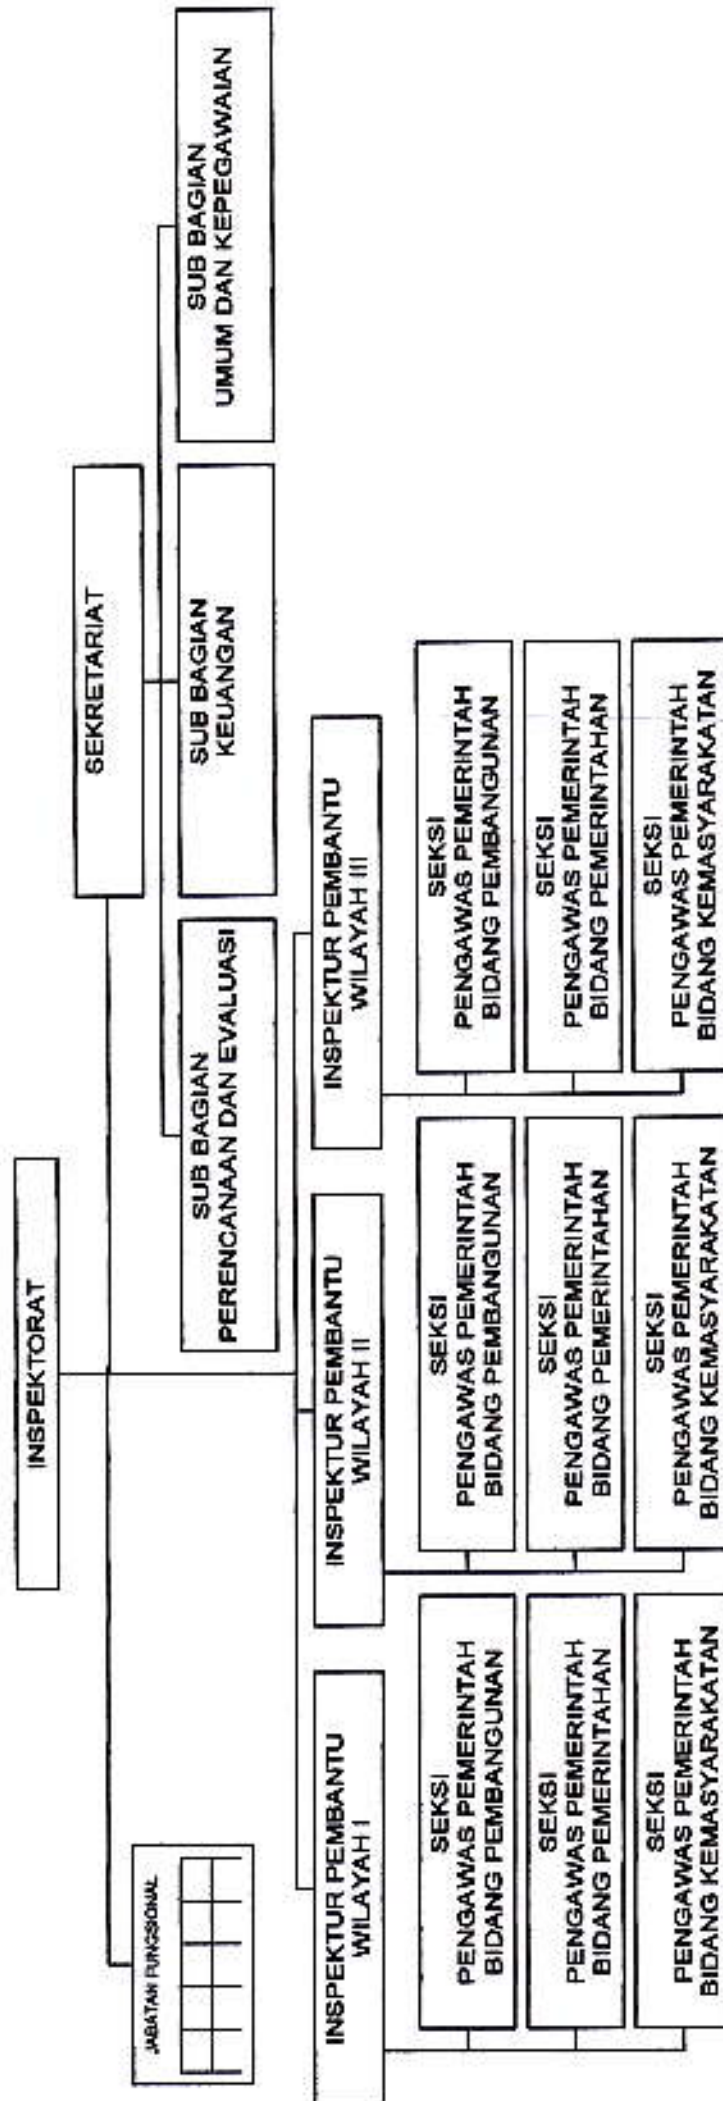 INSPEKTORAT
SEKRETARIAT
JABATAN FUNGSIONAL
SUB BAGIAN
PERENCANAAN DAN EVALUASI
SUB BAGIAN
KEUANGAN
SUB BAGIAN
UMUM DAN KEPEGAWAIAN
INSPEKTUR PEMBANTU
WILAYAH I
INSPEKTUR PEMBANTU
WILAYAH II
INSPEKTUR PEMBANTU
WILAYAH III
SEKSI
PENGAWAS PEMERINTAH
BIDANG PEMBANGUNAN
SEKSI
PENGAWAS PEMERINTAH
BIDANG PEMERINTAHAN
SEKSI
PENGAWAS PEMERINTAH
BIDANG KEMASYARAKATAN
SEKSI
PENGAWAS PEMERINTAH
BIDANG PEMBANGUNAN
SEKSI
PENGAWAS PEMERINTAH
BIDANG PEMERINTAHAN
SEKSI
PENGAWAS PEMERINTAH
BIDANG KEMASYARAKATAN
SEKSI
PENGAWAS PEMERINTAH
BIDANG PEMBANGUNAN
SEKSI
PENGAWAS PEMERINTAH
BIDANG PEMERINTAHAN
SEKSI
PENGAWAS PEMERINTAH
BIDANG KEMASYARAKATAN